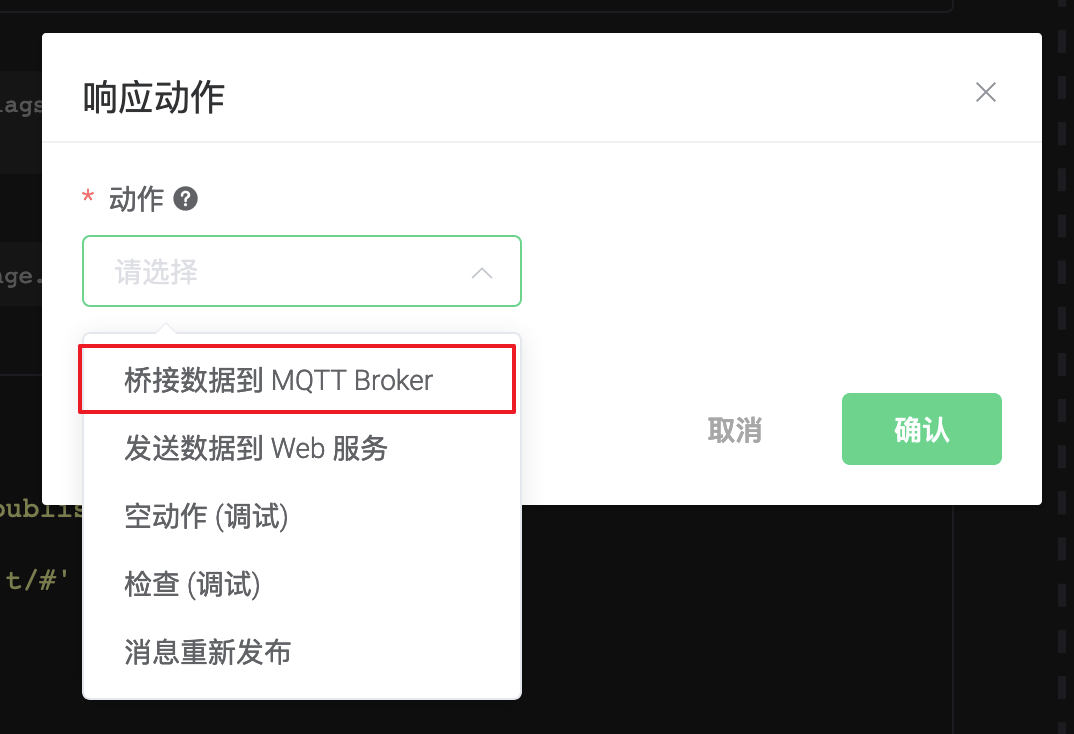 响应动作
lags
* 动作
age.
请选择
桥接数据到 MQTT Broker
发送数据到 Web 服务
取消
确认
publis
空动作 (调试)
t/#'
检查 (调试)
消息重新发布